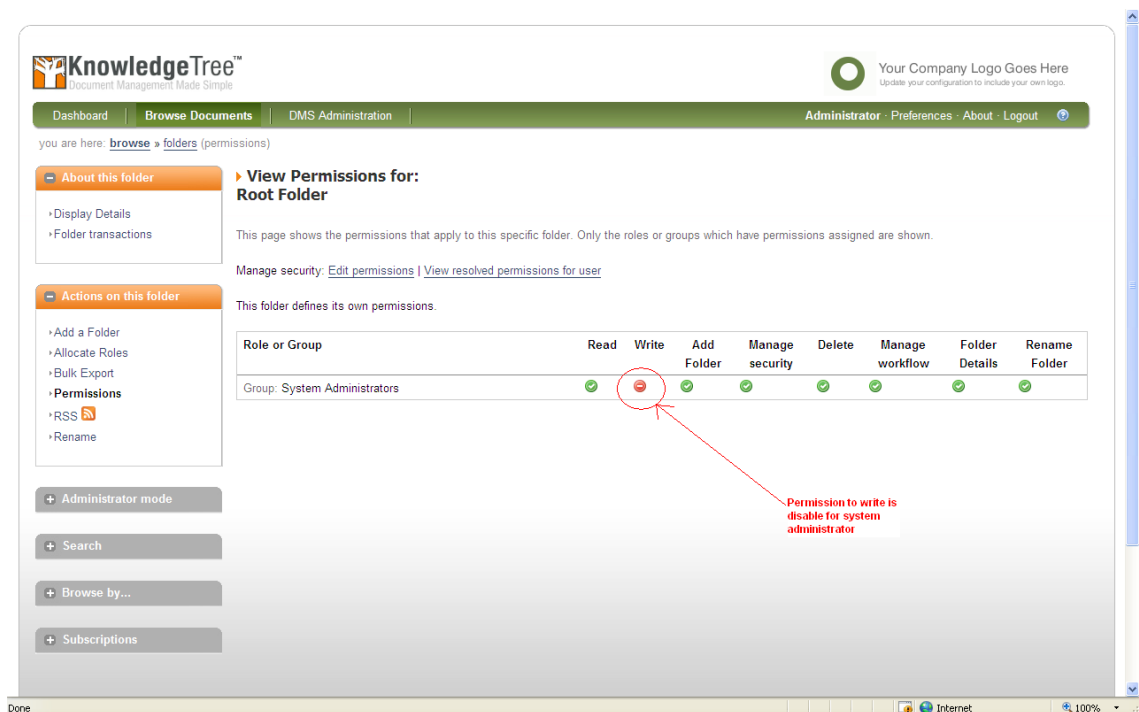 KnowledgeTree™
Document Management Made Simple
Your Company Logo Goes Here
Update your configuration to include your own logo.
Dashboard Browse Documents DMS Administration Administrator · Preferences · About · Logout ?
you are here: browse » folders (permissions)
About this folder
Display Details
Folder transactions
Actions on this folder
Add a Folder
Allocate Roles
Bulk Export
Permissions
RSS
Rename
Administrator mode
Search
Browse by...
Subscriptions
View Permissions for:
Root Folder
This page shows the permissions that apply to this specific folder. Only the roles or groups which have permissions assigned are shown.
Manage security: Edit permissions | View resolved permissions for user
This folder defines its own permissions.
Role or Group Read Write Add Folder Manage security Delete Manage workflow Folder Details Rename Folder
Group: System Administrators
Permission to write is
disable for system
administrator
Done Internet 100%